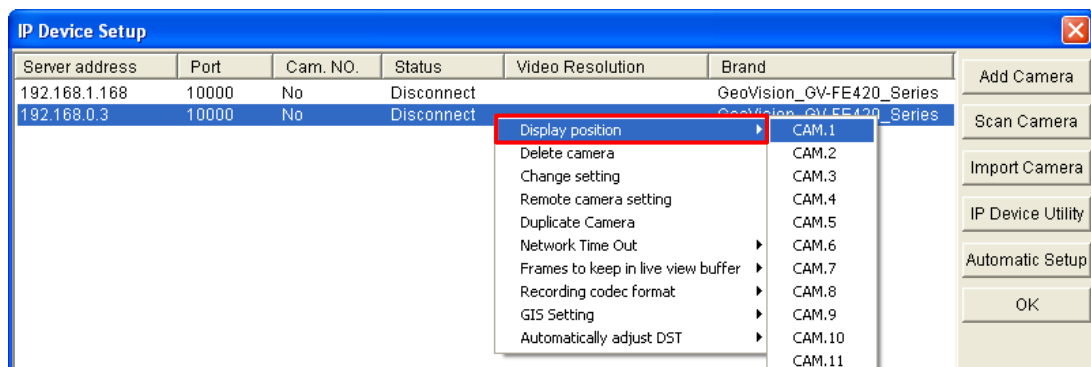 IP Device Setup
Server address Port Cam. NO. Status Video Resolution Brand
192.168.1.168 10000 No Disconnect GeoVision_GV-FE420_Series
192.168.0.3 10000 No Disconnect GeoVision_GV-FE420_Series
Display position
Delete camera
Change setting
Remote camera setting
Duplicate Camera
Network Time Out
Frames to keep in live view buffer
Recording codec format
GIS Setting
Automatically adjust DST
CAM.1
CAM.2
CAM.3
CAM.4
CAM.5
CAM.6
CAM.7
CAM.8
CAM.9
CAM.10
CAM.11
Add Camera
Scan Camera
Import Camera
IP Device Utility
Automatic Setup
OK